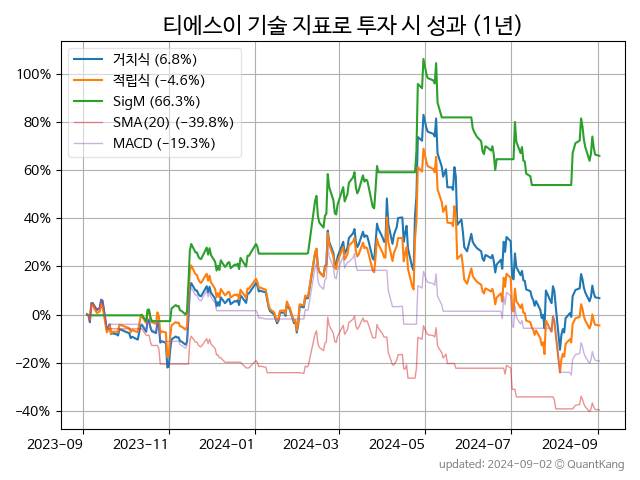 티에스이 기술 지표로 투자 시 성과 (1년)
거치식 (6.8%)
적립식 (−4.6%)
SigM (66.3%)
SMA(20) (−39.8%)
MACD (−19.3%)
100%
80%
60%
40%
20%
0%
−20%
−40%
2023-09
2023-11
2024-01
2024-03
2024-05
2024-07
2024-09
updated: 2024-09-02 © QuantKang